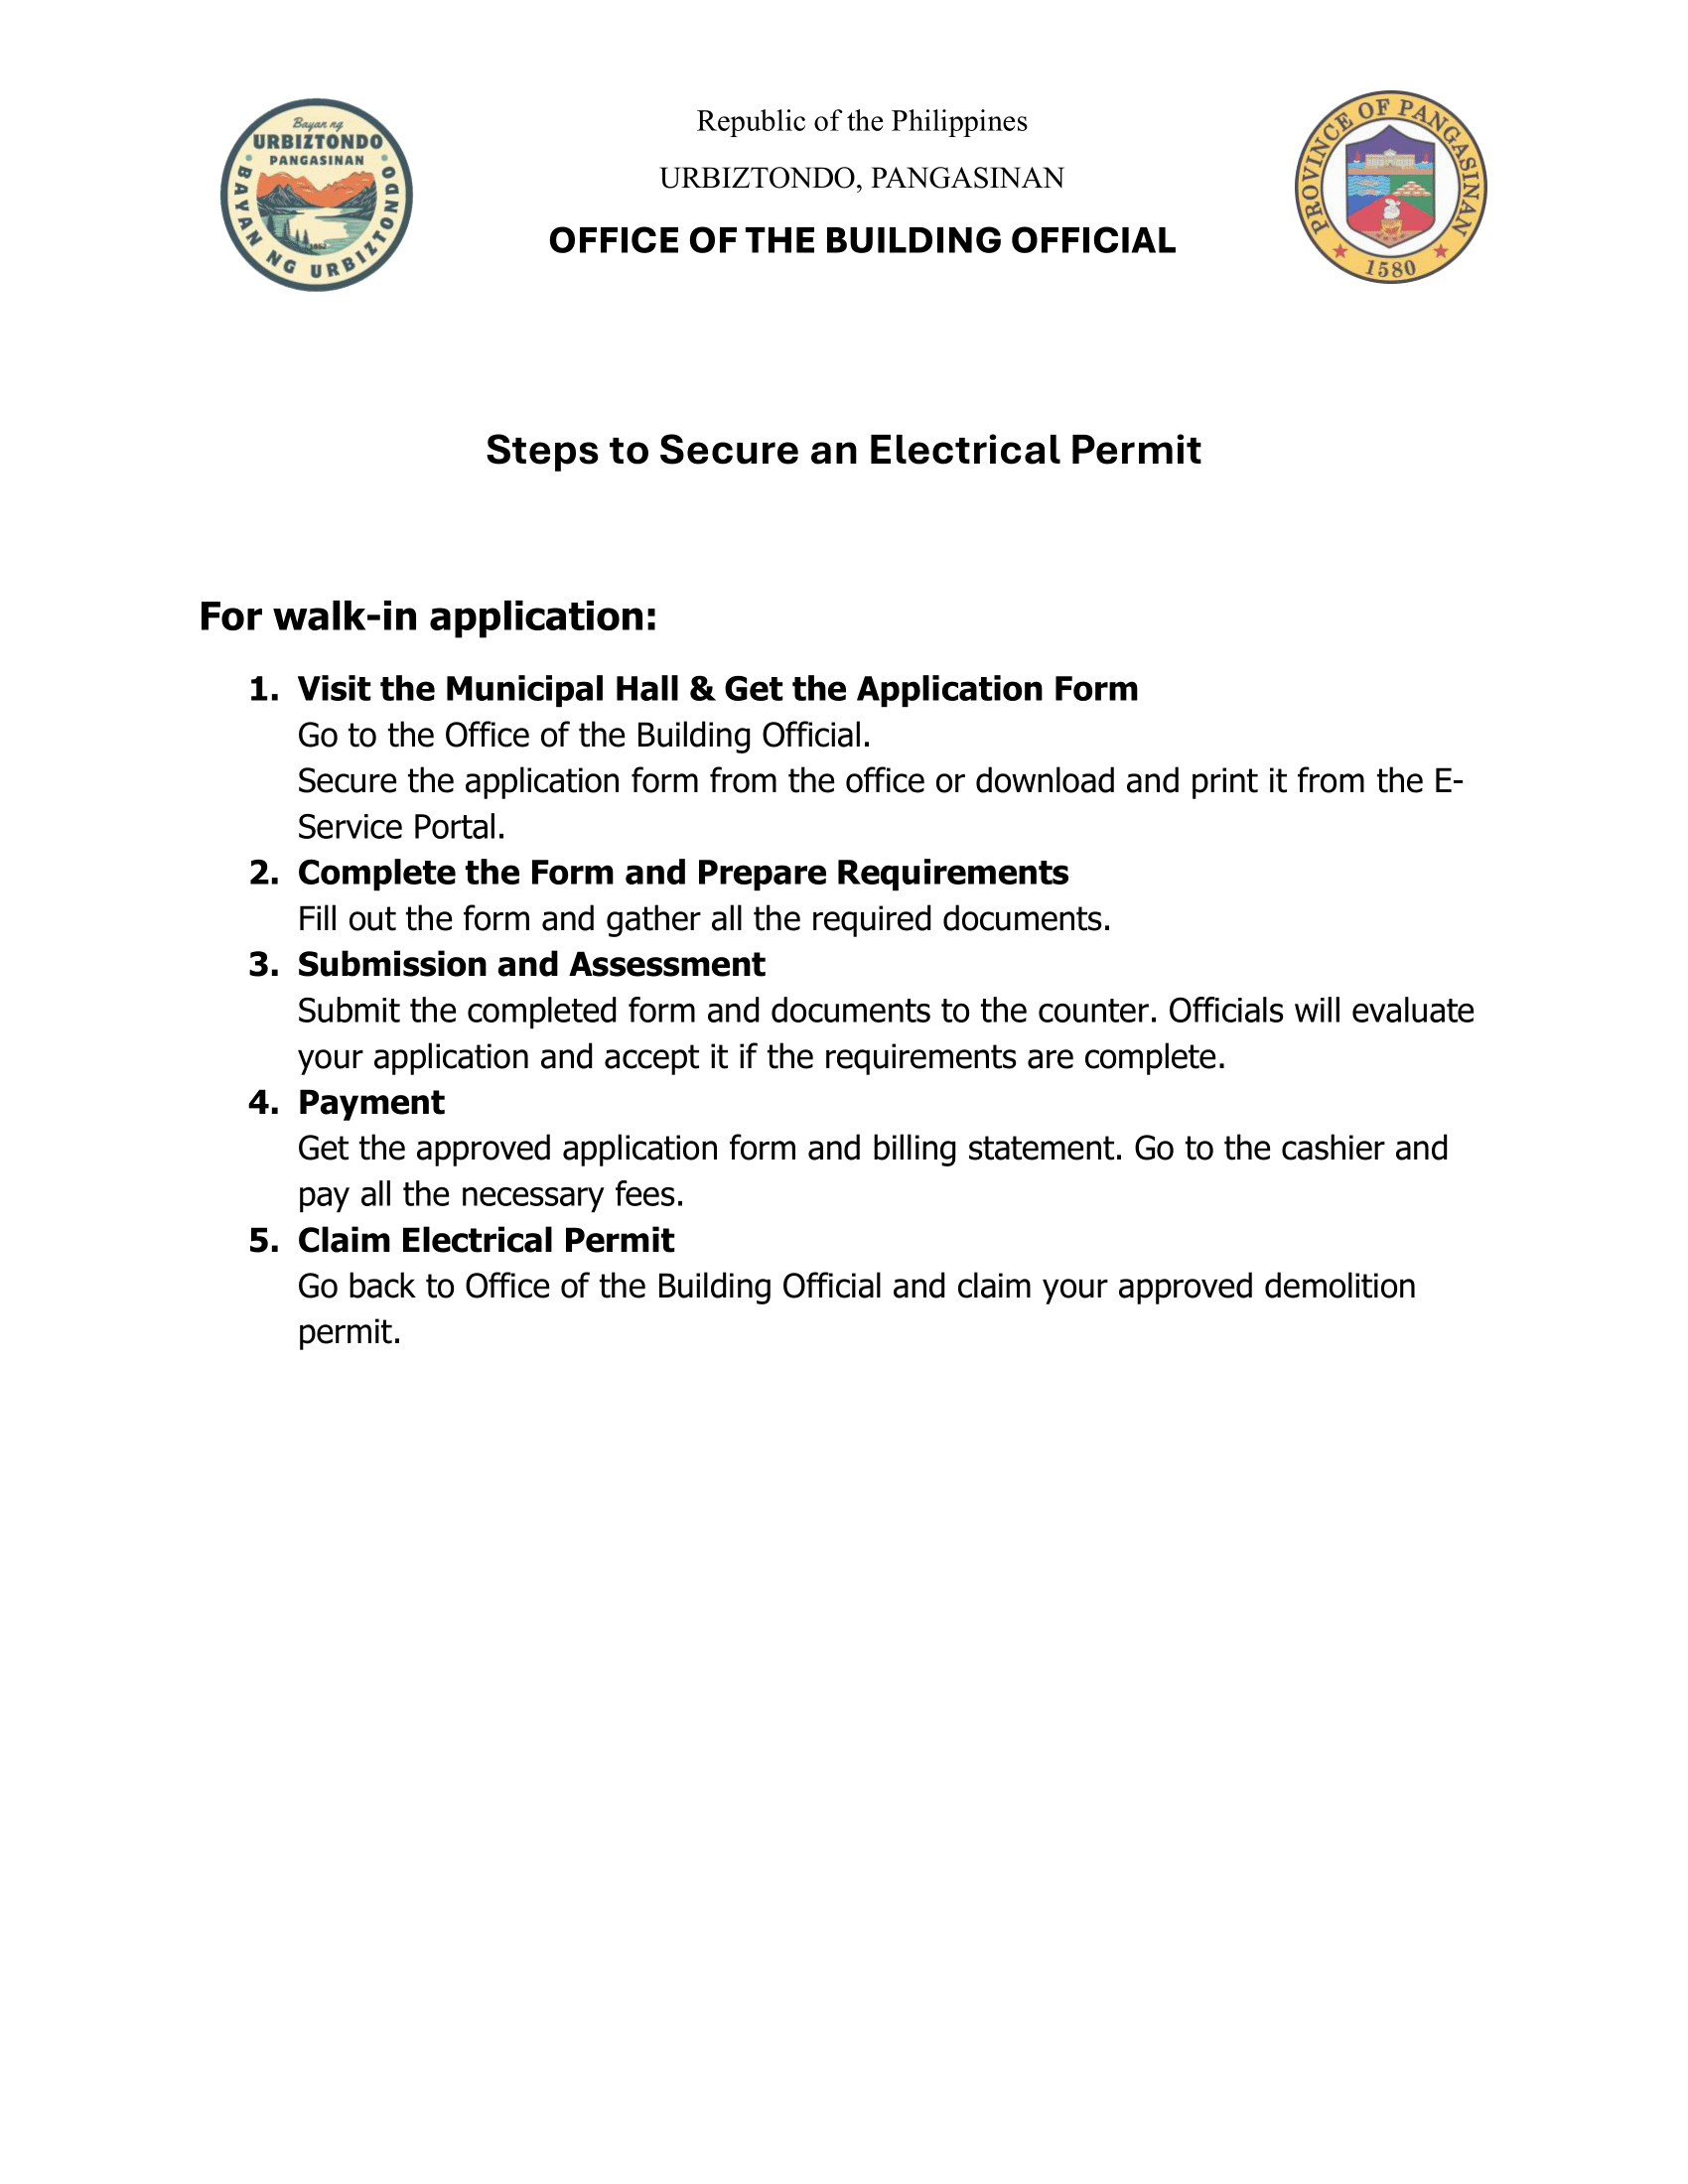 Bayan ng
URBIZTONDO
PANGASINAN
BAYAN NG URBIZTONDO
1852
Republic of the Philippines
URBIZTONDO, PANGASINAN
OFFICE OF THE BUILDING OFFICIAL
PROVINCE OF PANGASINAN
1580
Steps to Secure an Electrical Permit
For walk-in application:
1. Visit the Municipal Hall & Get the Application Form
Go to the Office of the Building Official.
Secure the application form from the office or download and print it from the E-
Service Portal.
2. Complete the Form and Prepare Requirements
Fill out the form and gather all the required documents.
3. Submission and Assessment
Submit the completed form and documents to the counter. Officials will evaluate
your application and accept it if the requirements are complete.
4. Payment
Get the approved application form and billing statement. Go to the cashier and
pay all the necessary fees.
5. Claim Electrical Permit
Go back to Office of the Building Official and claim your approved demolition
permit.